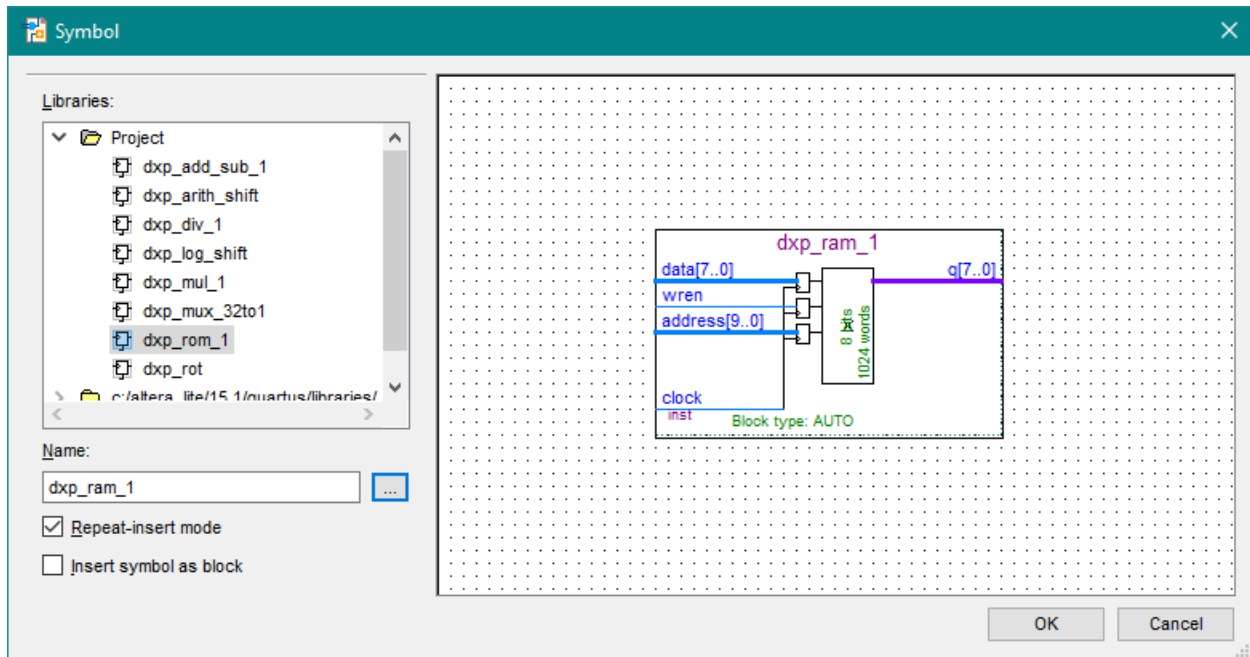 Symbol
Libraries:
Project
dxp_add_sub_1
dxp_arith_shift
dxp_div_1
dxp_log_shift
dxp_mul_1
dxp_mux_32to1
dxp_rom_1
dxp_rot
c:/altera_lite/15.1/quartus/libraries/
Name:
dxp_ram_1
...
Repeat-insert mode
Insert symbol as block
dxp_ram_1
data[7..0]
q[7..0]
wren
address[9..0]
8 bits
1024 words
clock
inst
Block type: AUTO
OK
Cancel